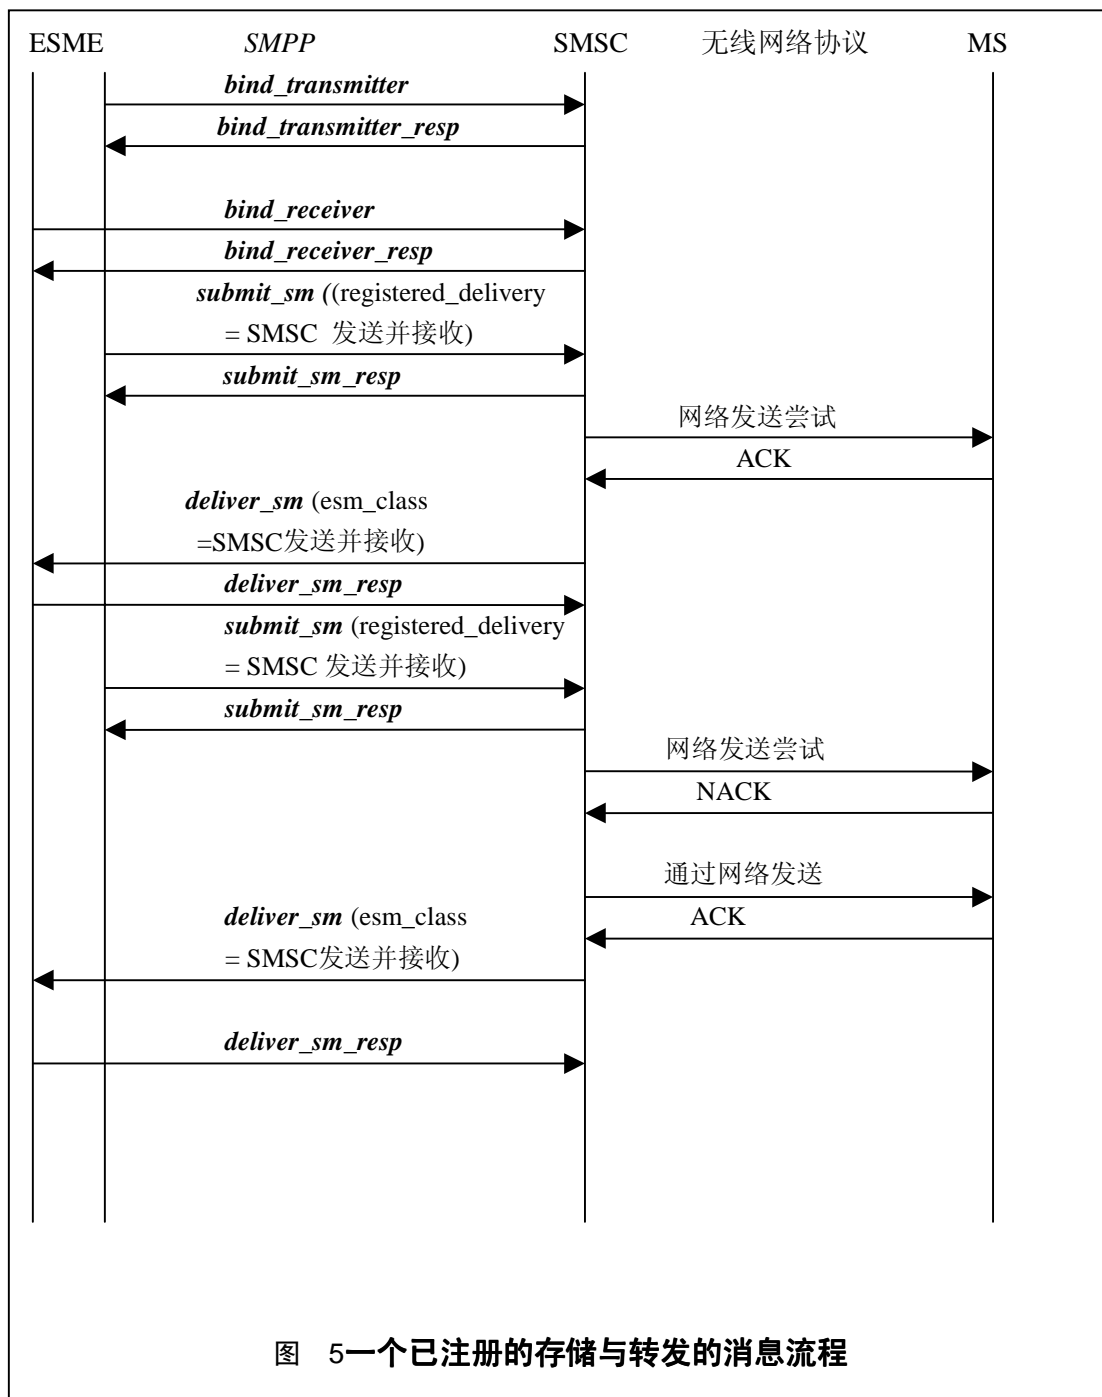 ESME SMPP SMSC 无线网络协议 MS
bind_transmitter
bind_transmitter_resp
bind_receiver
bind_receiver_resp
submit_sm ((registered_delivery
= SMSC 发送并接收)
submit_sm_resp
网络发送尝试
ACK
deliver_sm (esm_class
=SMSC发送并接收)
deliver_sm_resp
submit_sm (registered_delivery
= SMSC 发送并接收)
submit_sm_resp
网络发送尝试
NACK
通过网络发送
ACK
deliver_sm (esm_class
= SMSC发送并接收)
deliver_sm_resp
图 5一个已注册的存储与转发的消息流程